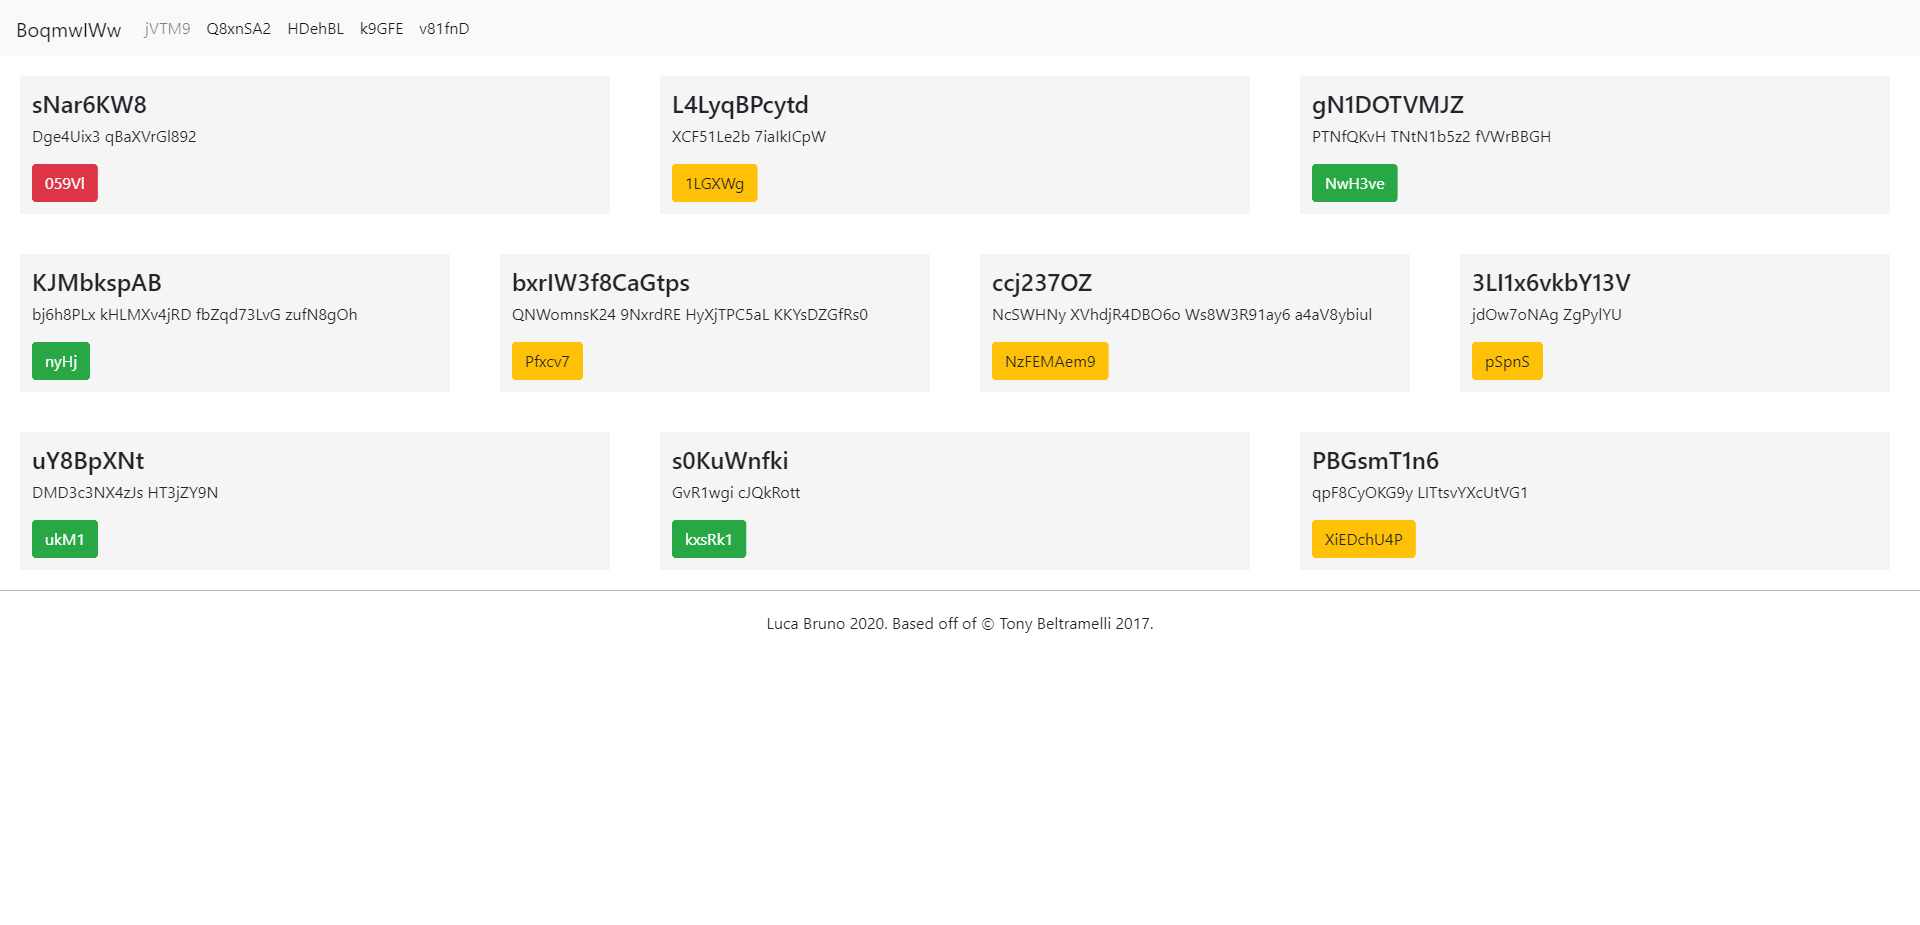 BoqmwIWw jVTM9 Q8xnSA2 HDehBL k9GFE v81fnD
sNar6KW8
Dge4Uix3 qBaXVrGl892
059Vl
L4LyqBPcytd
XCF51Le2b 7iaIkICpW
1LGXWg
gN1DOTVMJZ
PTNfQKvH TNtN1b5z2 fVWrBBGH
NwH3ve
KJMbkspAB
bj6h8PLx kHLMXv4jRD fbZqd73LvG zufN8gOh
nyHj
bxrIW3f8CaGtps
QNWomnsK24 9NxrdRE HyXjTPC5aL KKYsDZGfRs0
Pfxcv7
ccj237OZ
NcSWHNy XVhdjR4DBO6o Ws8W3R91ay6 a4aV8ybiul
NzFEMAem9
3LI1x6vkbY13V
jdOw7oNAg ZgPylYU
pSpnS
uY8BpXNt
DMD3c3NX4zJs HT3jZY9N
ukM1
s0KuWnfki
GvR1wgi cJQkRott
kxsRk1
PBGsmT1n6
qpF8CyOKG9y LITtsvYXcUtVG1
XiEDchU4P
Luca Bruno 2020. Based off of © Tony Beltramelli 2017.